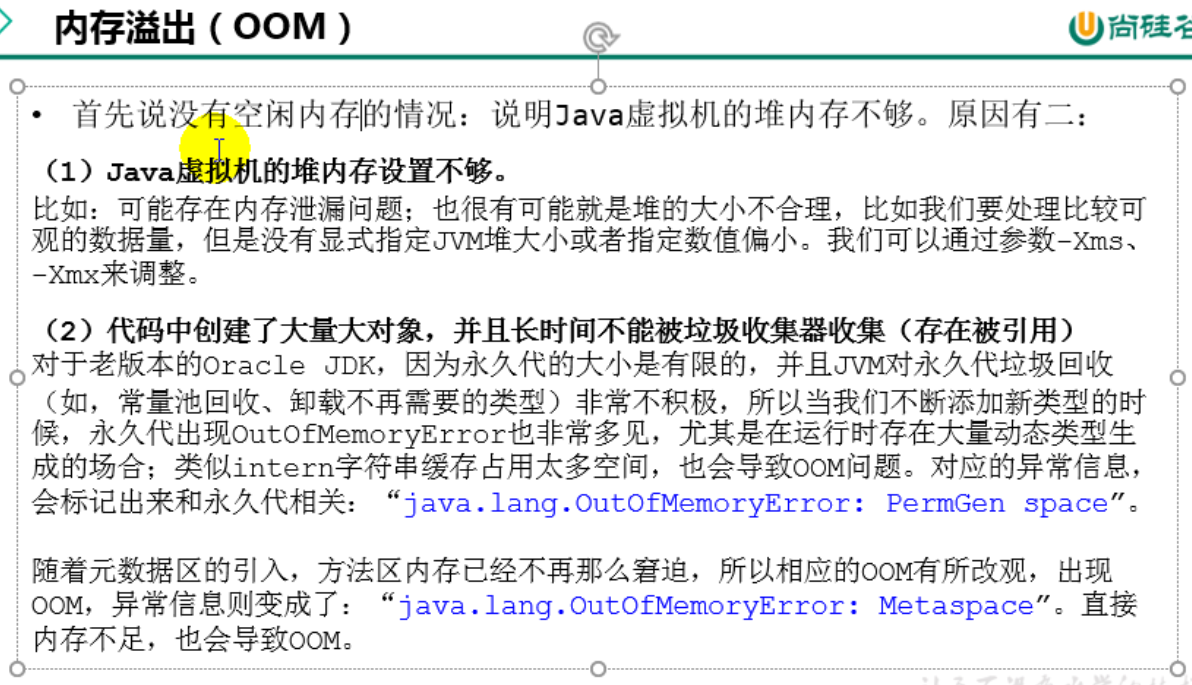 内存溢出（OOM）
尚硅谷
• 首先说没有空闲内存的情况：说明Java虚拟机的堆内存不够。原因有二：
（1）Java虚拟机的堆内存设置不够。
比如：可能存在内存泄漏问题；也很有可能就是堆的大小不合理，比如我们要处理比较可
观的数据量，但是没有显式指定JVM堆大小或者指定数值偏小。我们可以通过参数-Xms、
-Xmx来调整。
（2）代码中创建了大量大对象，并且长时间不能被垃圾收集器收集（存在被引用）
对于老版本的Oracle JDK，因为永久代的大小是有限的，并且JVM对永久代垃圾回收
（如，常量池回收、卸载不再需要的类型）非常不积极，所以当我们不断添加新类型的时
候，永久代出现OutOfMemoryError也非常多见，尤其是在运行时存在大量动态类型生
成的场合；类似intern字符串缓存占用太多空间，也会导致OOM问题。对应的异常信息，
会标记出来和永久代相关：“java.lang.OutOfMemoryError: PermGen space”。
随着元数据区的引入，方法区内存已经不再那么窘迫，所以相应的OOM有所改观，出现
OOM，异常信息则变成了：“java.lang.OutOfMemoryError: Metaspace”。直接
内存不足，也会导致OOM。